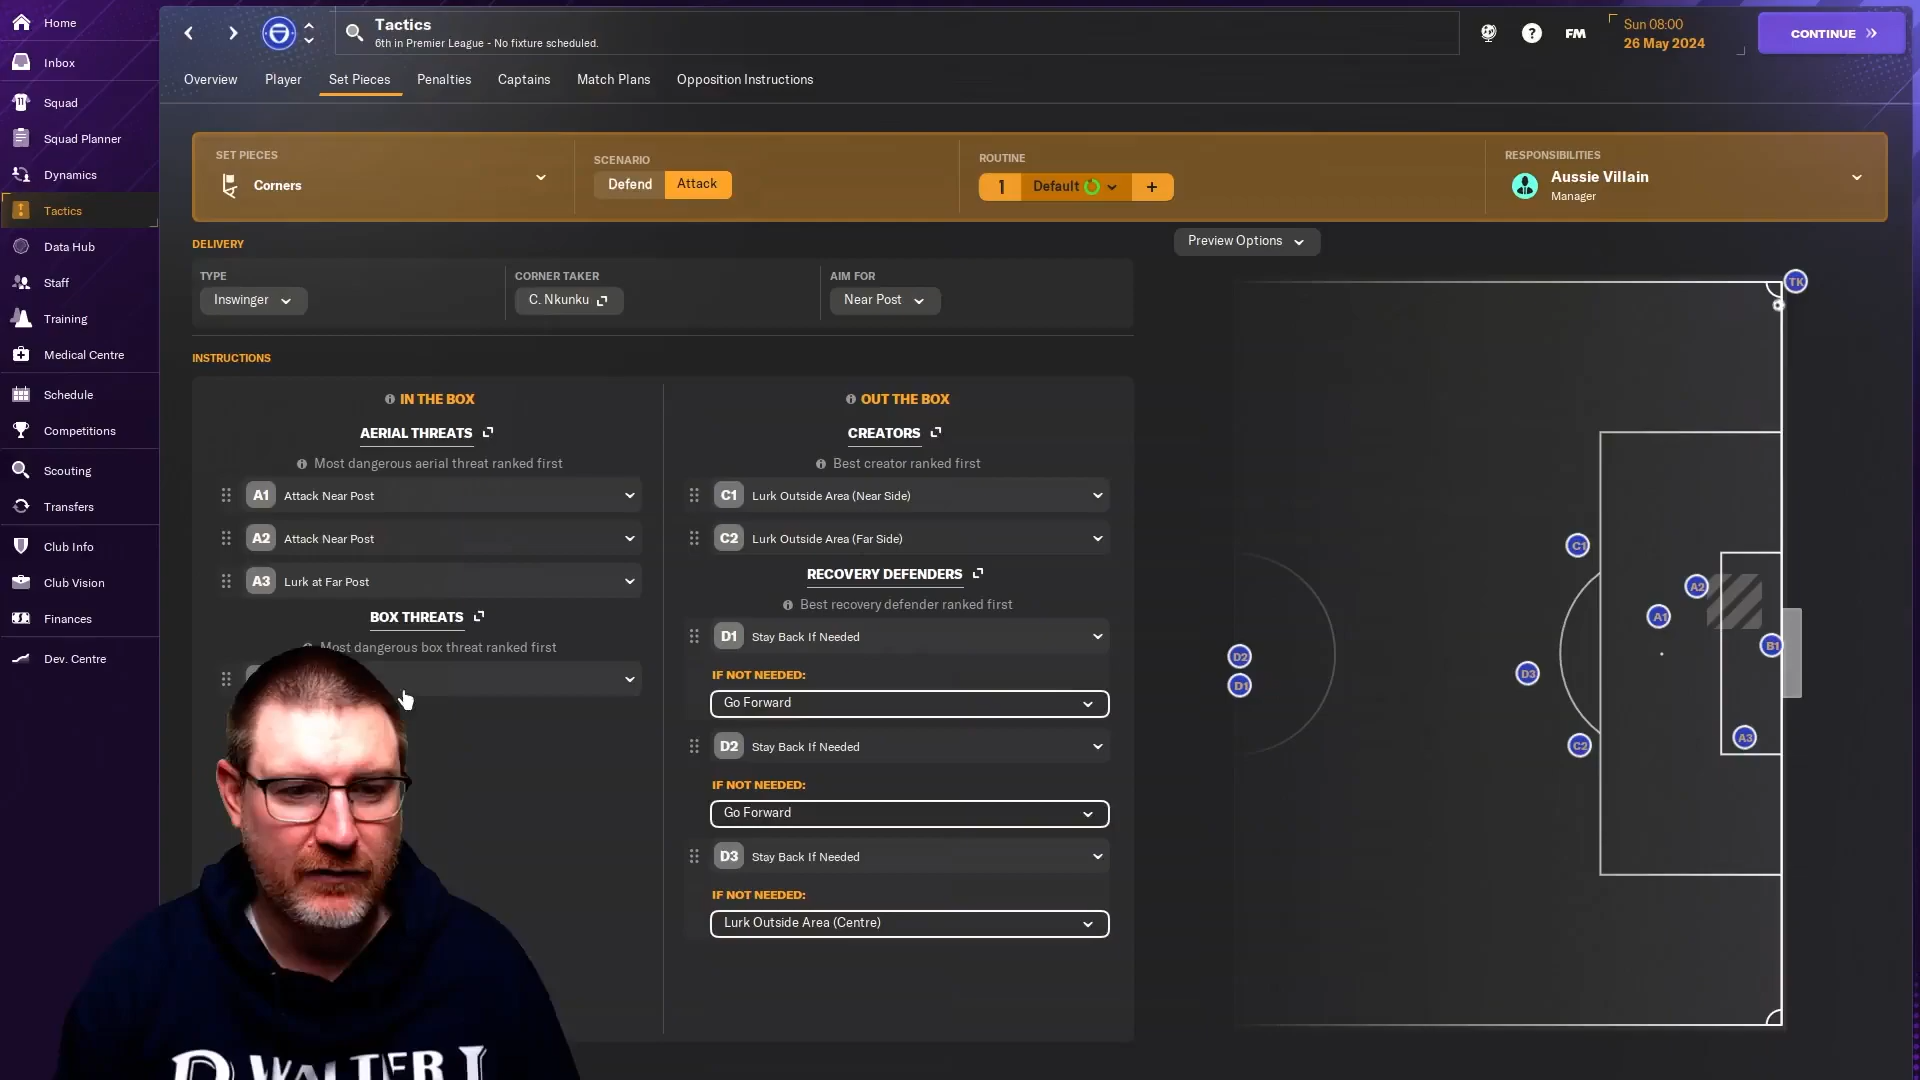 Home
Inbox
Squad
Squad Planner
Dynamics
Tactics
Data Hub
Staff
Training
Medical Centre
Schedule
Competitions
Scouting
Transfers
Club Info
Club Vision
Finances
Dev. Centre
Tactics
6th in Premier League - No fixture scheduled.
?
FM
Sun 08:00
26 May 2024
CONTINUE
Overview
Player
Set Pieces
Penalties
Captains
Match Plans
Opposition Instructions
SET PIECES
Corners
SCENARIO
Defend
Attack
ROUTINE
1 Default +
RESPONSIBILITIES
Aussie Villain
Manager
DELIVERY
TYPE
Inswinger
CORNER TAKER
C. Nkunku
AIM FOR
Near Post
INSTRUCTIONS
IN THE BOX
AERIAL THREATS
Most dangerous aerial threat ranked first
A1 Attack Near Post
A2 Attack Near Post
A3 Lurk at Far Post
BOX THREATS
Most dangerous box threat ranked first
OUT THE BOX
CREATORS
Best creator ranked first
C1 Lurk Outside Area (Near Side)
C2 Lurk Outside Area (Far Side)
RECOVERY DEFENDERS
Best recovery defender ranked first
D1 Stay Back If Needed
IF NOT NEEDED:
Go Forward
D2 Stay Back If Needed
IF NOT NEEDED:
Go Forward
D3 Stay Back If Needed
IF NOT NEEDED:
Lurk Outside Area (Centre)
Preview Options
TK
C1
A2
A1
B1
D2
D3
D1
A3
C2
WALTER